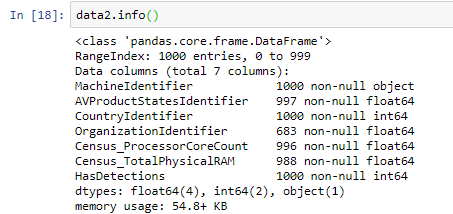 In [18]: data2.info()
<class 'pandas.core.frame.DataFrame'>
RangeIndex: 1000 entries, 0 to 999
Data columns (total 7 columns):
MachineIdentifier            1000 non-null object
AVProductStatesIdentifier    997 non-null float64
CountryIdentifier            1000 non-null int64
OrganizationIdentifier       683 non-null float64
Census_ProcessorCoreCount    996 non-null float64
Census_TotalPhysicalRAM      988 non-null float64
HasDetections                1000 non-null int64
dtypes: float64(4), int64(2), object(1)
memory usage: 54.8+ KB